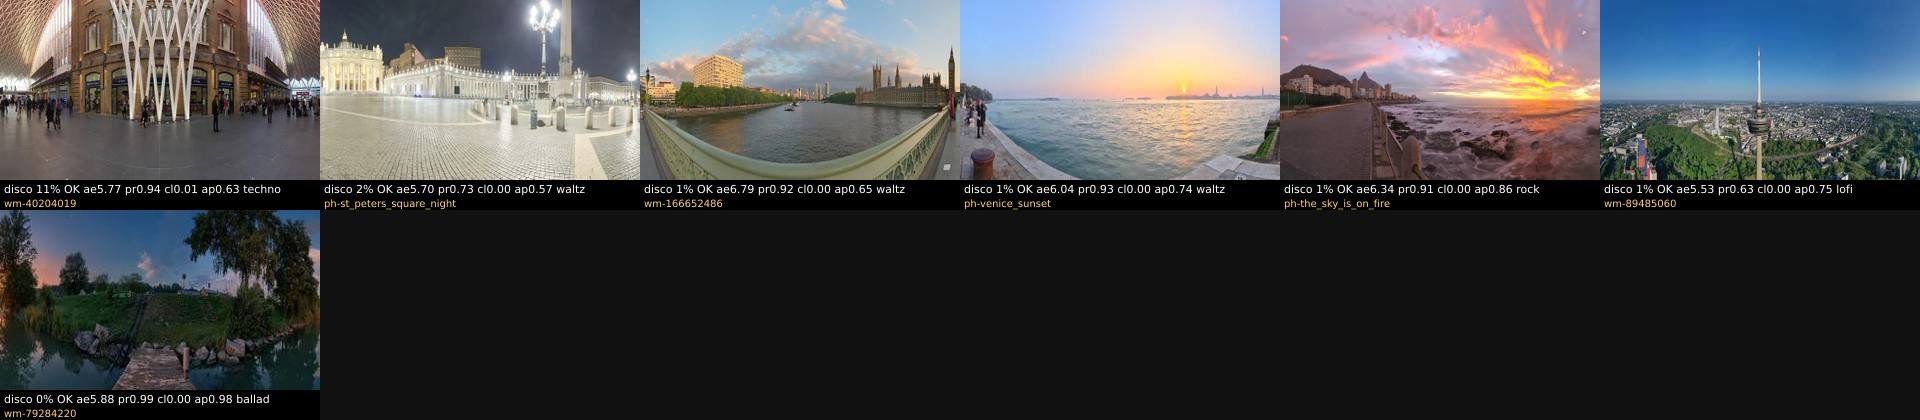 disco 11% OK ae5.77 pr0.94 cl0.01 ap0.63 techno
wm-40204019
disco 2% OK ae5.70 pr0.73 cl0.00 ap0.57 waltz
ph-st_peters_square_night
disco 1% OK ae6.79 pr0.92 cl0.00 ap0.65 waltz
wm-166652486
disco 1% OK ae6.04 pr0.93 cl0.00 ap0.74 waltz
ph-venice_sunset
disco 1% OK ae6.34 pr0.91 cl0.00 ap0.86 rock
ph-the_sky_is_on_fire
disco 1% OK ae5.53 pr0.63 cl0.00 ap0.75 lofi
wm-89485060
disco 0% OK ae5.88 pr0.99 cl0.00 ap0.98 ballad
wm-79284220